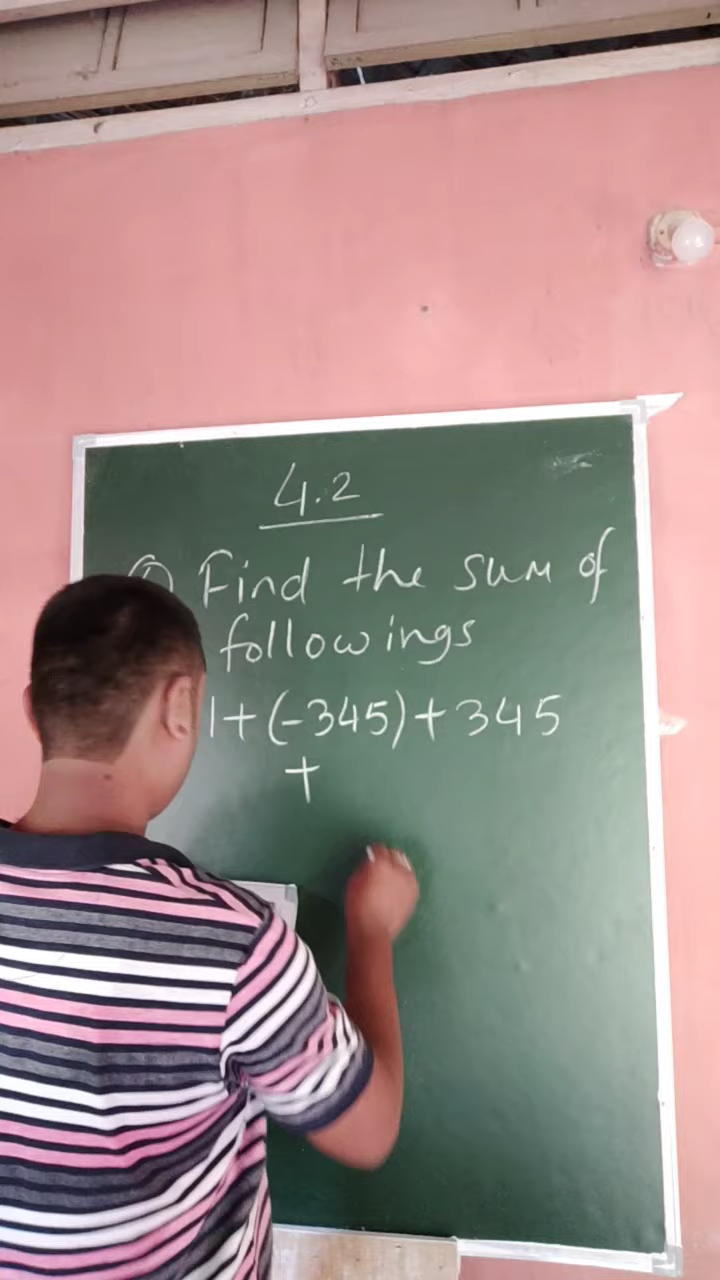 4.2
Find the sum of
followings
1+(-345)+345
+